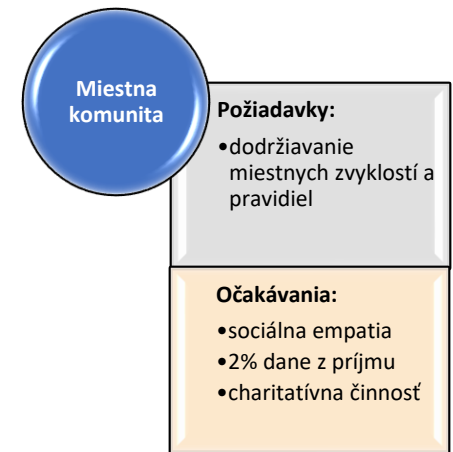 Miestna
komunita
Požiadavky:
•dodržiavanie
miestnych zvyklostí a
pravidiel
Očakávania:
•sociálna empatia
•2% dane z príjmu
•charitatívna činnosť